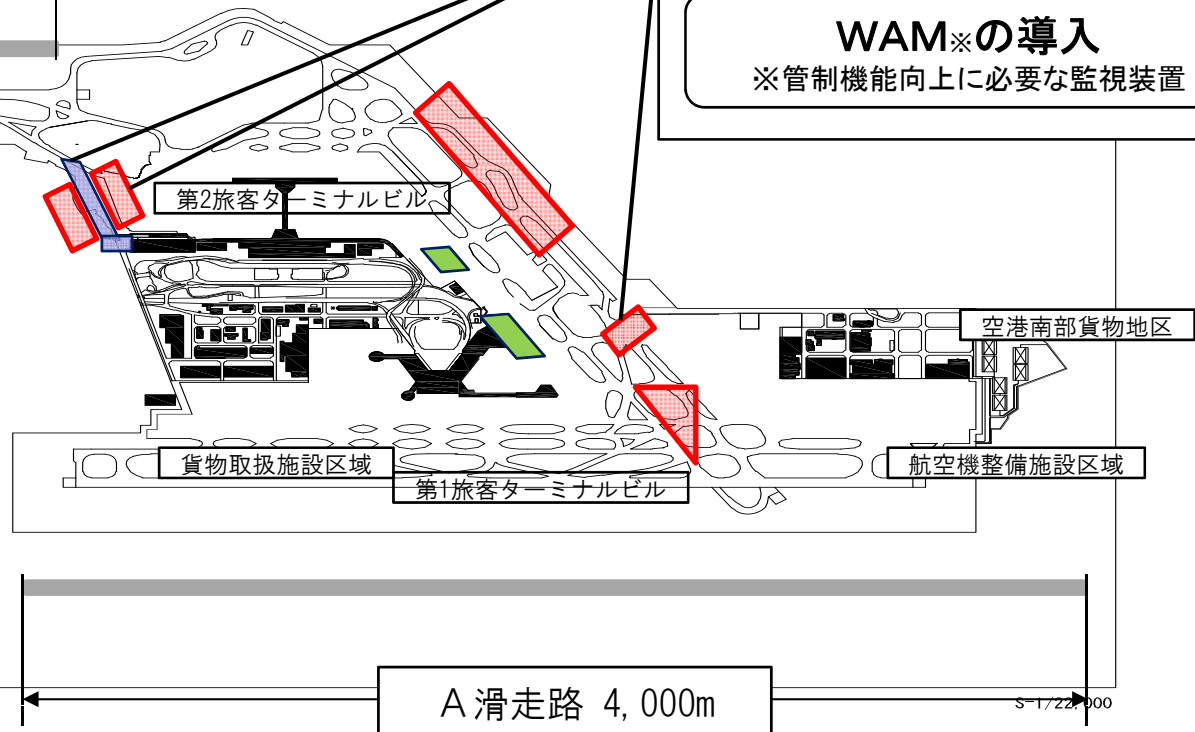 WAM※の導入
※管制機能向上に必要な監視装置
第2旅客ターミナルビル
空港南部貨物地区
貨物取扱施設区域
航空機整備施設区域
第1旅客ターミナルビル
A滑走路 4,000m
S=1/22,000